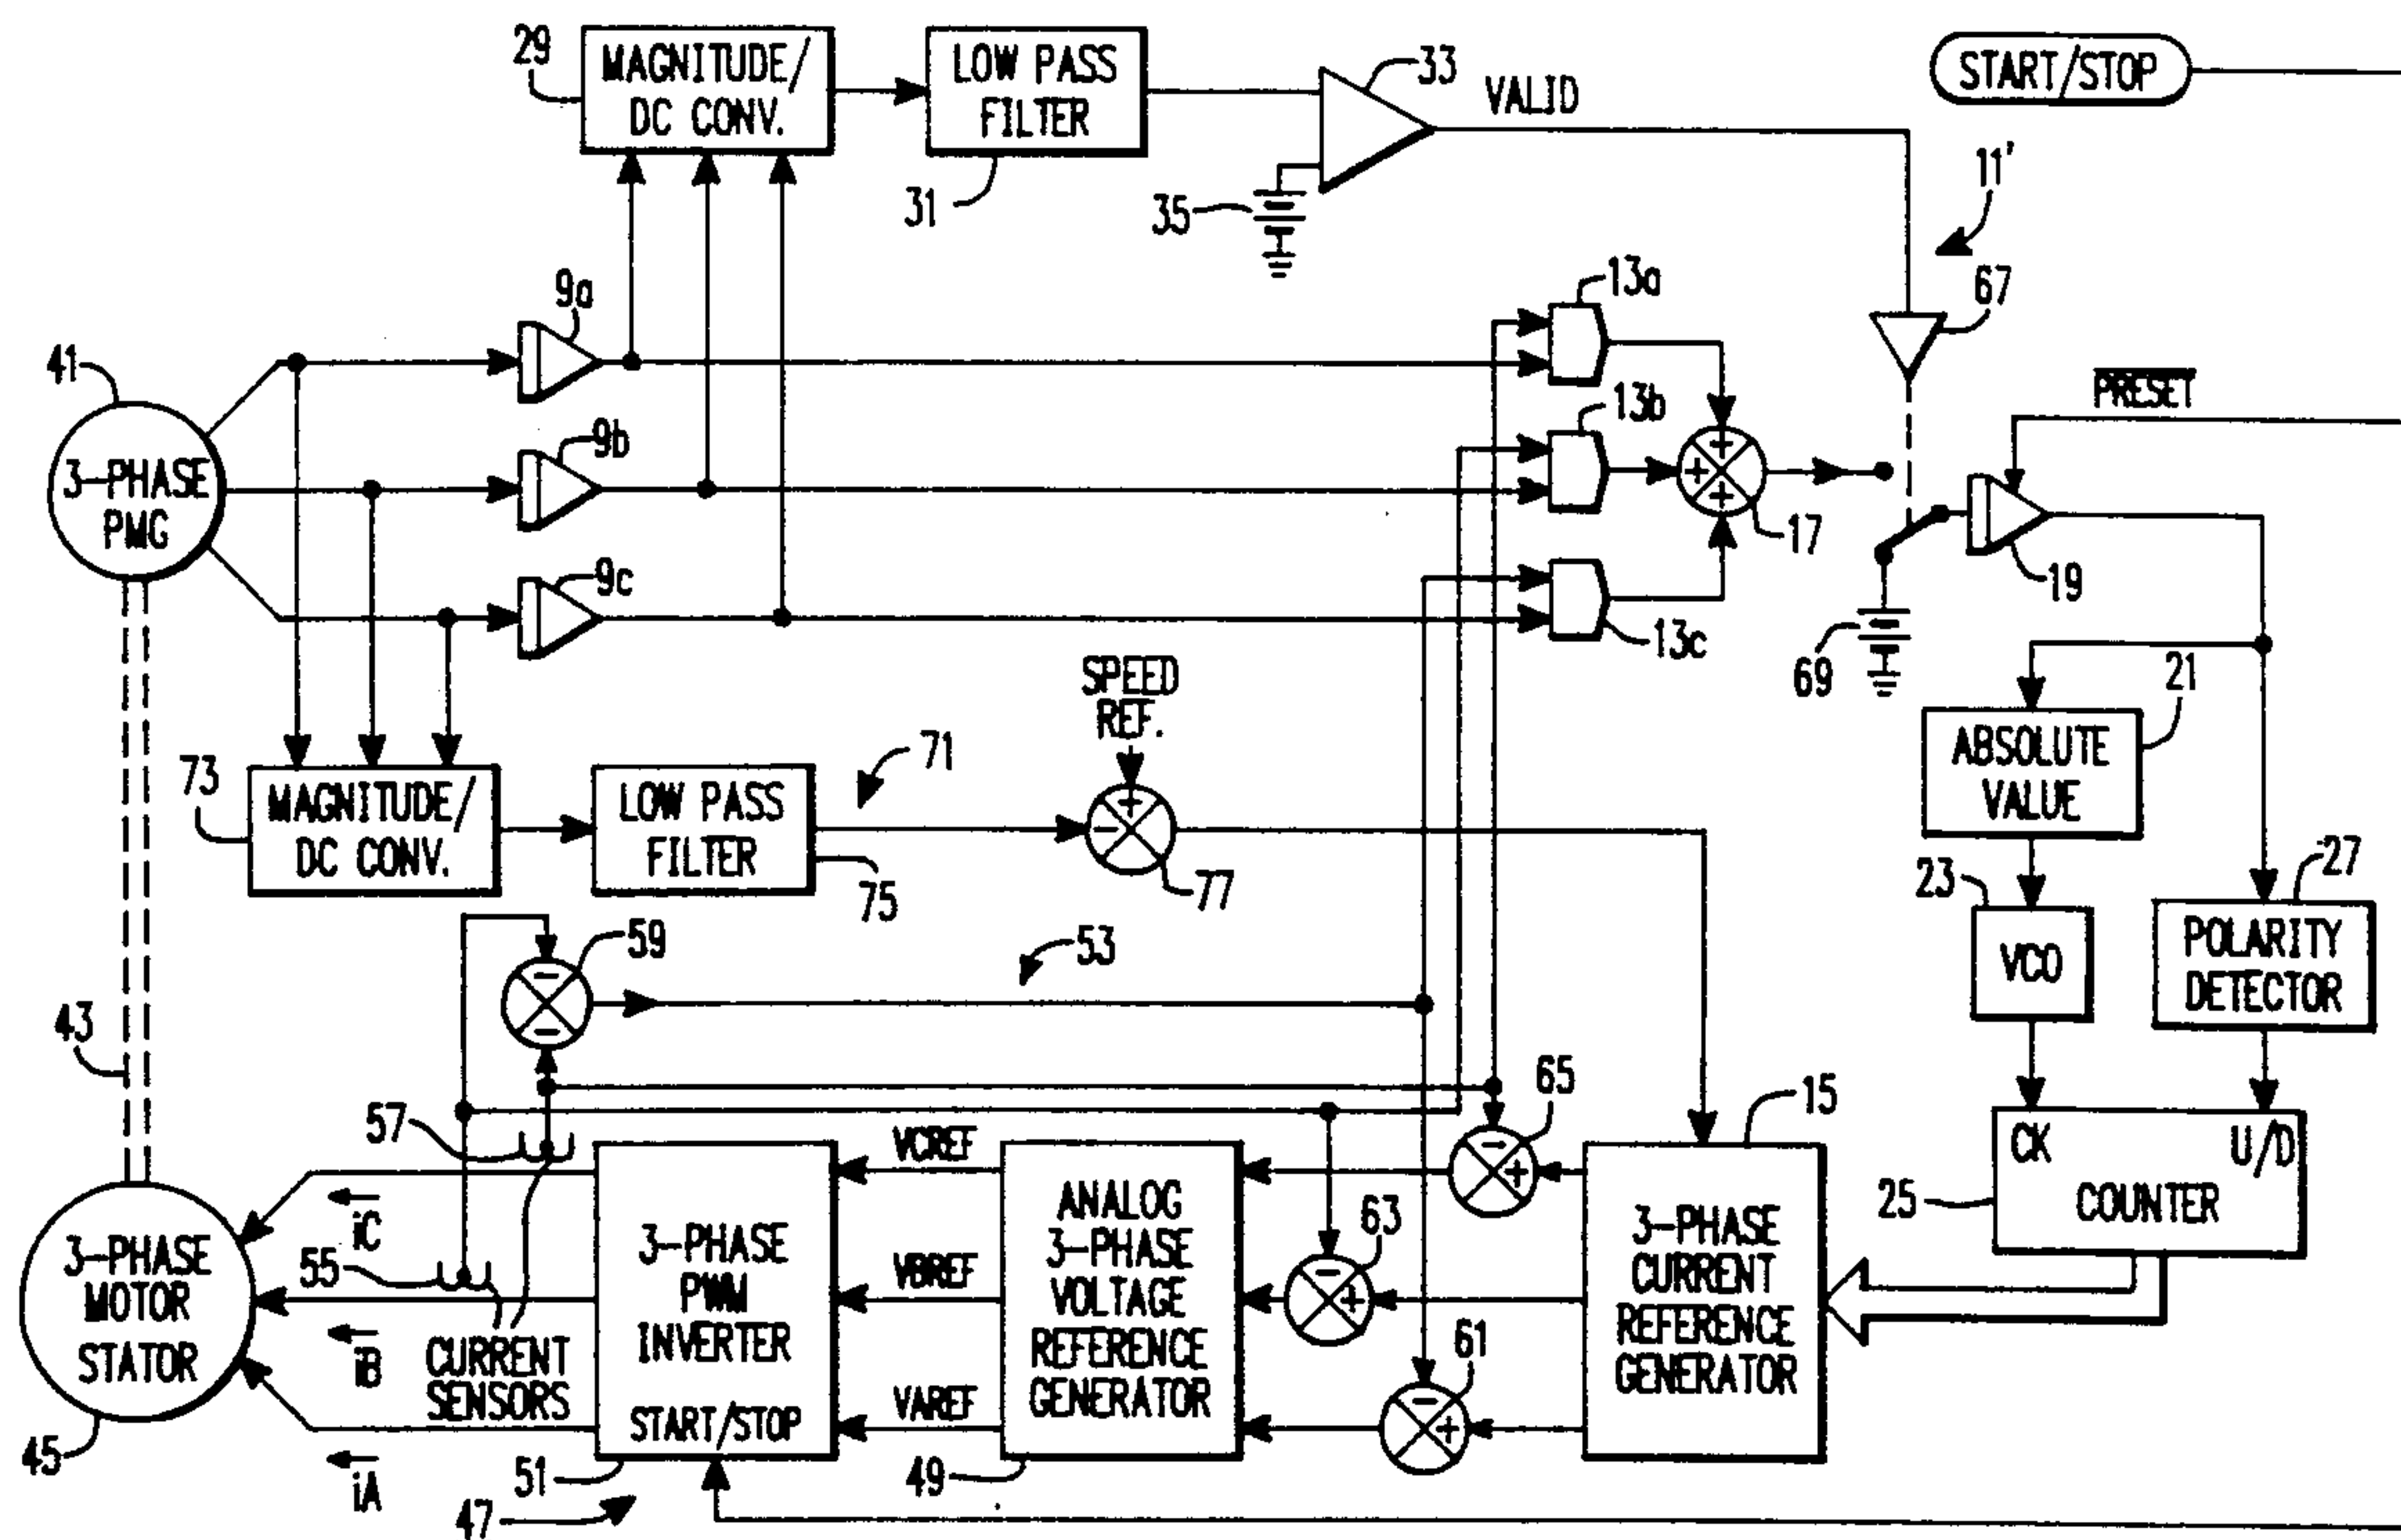 29
MAGNITUDE/
DC CONV.
LOW PASS
FILTER
31
33
VALID
35
START/STOP
11'
67
9a
9b
9c
41
3-PHASE
PMG
13a
13b
13c
+
+
+
17
PRESET
19
69
21
ABSOLUTE
VALUE
23
VCO
27
POLARITY
DETECTOR
73
MAGNITUDE/
DC CONV.
LOW PASS
FILTER
75
71
SPEED
REF.
+
-
77
59
-
-
53
43
57
55
CURRENT
SENSORS
3-PHASE
MOTOR
STATOR
45
iC
iB
iA
3-PHASE
PWM
INVERTER
START/STOP
51
47
VCREF
VBREF
VAREF
ANALOG
3-PHASE
VOLTAGE
REFERENCE
GENERATOR
49
65
-
+
63
-
+
61
-
+
15
3-PHASE
CURRENT
REFERENCE
GENERATOR
CK
U/D
COUNTER
25